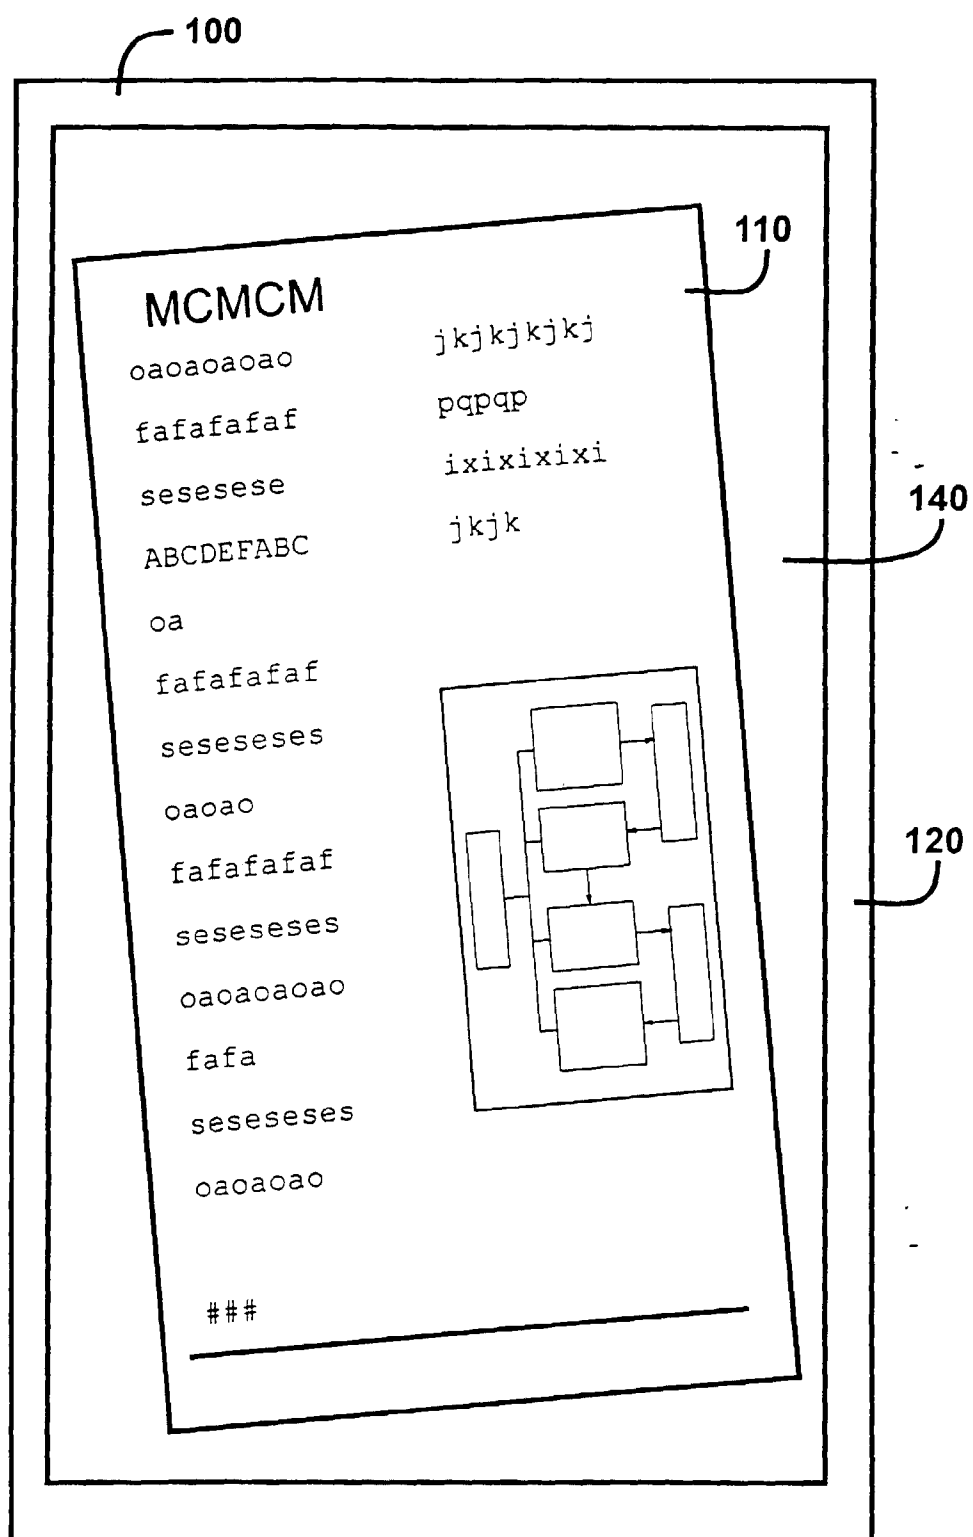 100
110
MCMCM
oaoaoaoao
fafafafaf
sesesese
ABCDEFABC
oa
fafafafaf
seseseses
oaoao
fafafafaf
seseseses
oaoaoaoao
fafa
seseseses
oaoaoao
jkjkjkjkj
pqpqp
ixixixixi
jkjk
140
120
###